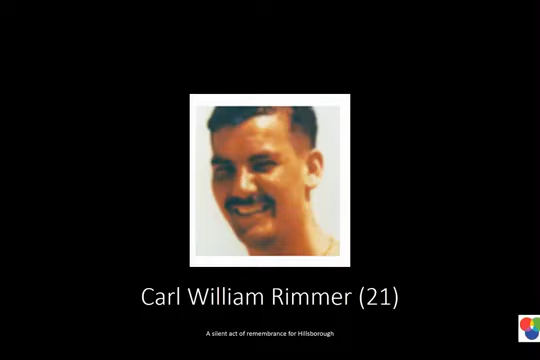 Carl William Rimmer (21)
A silent act of remembrance for Hillsborough